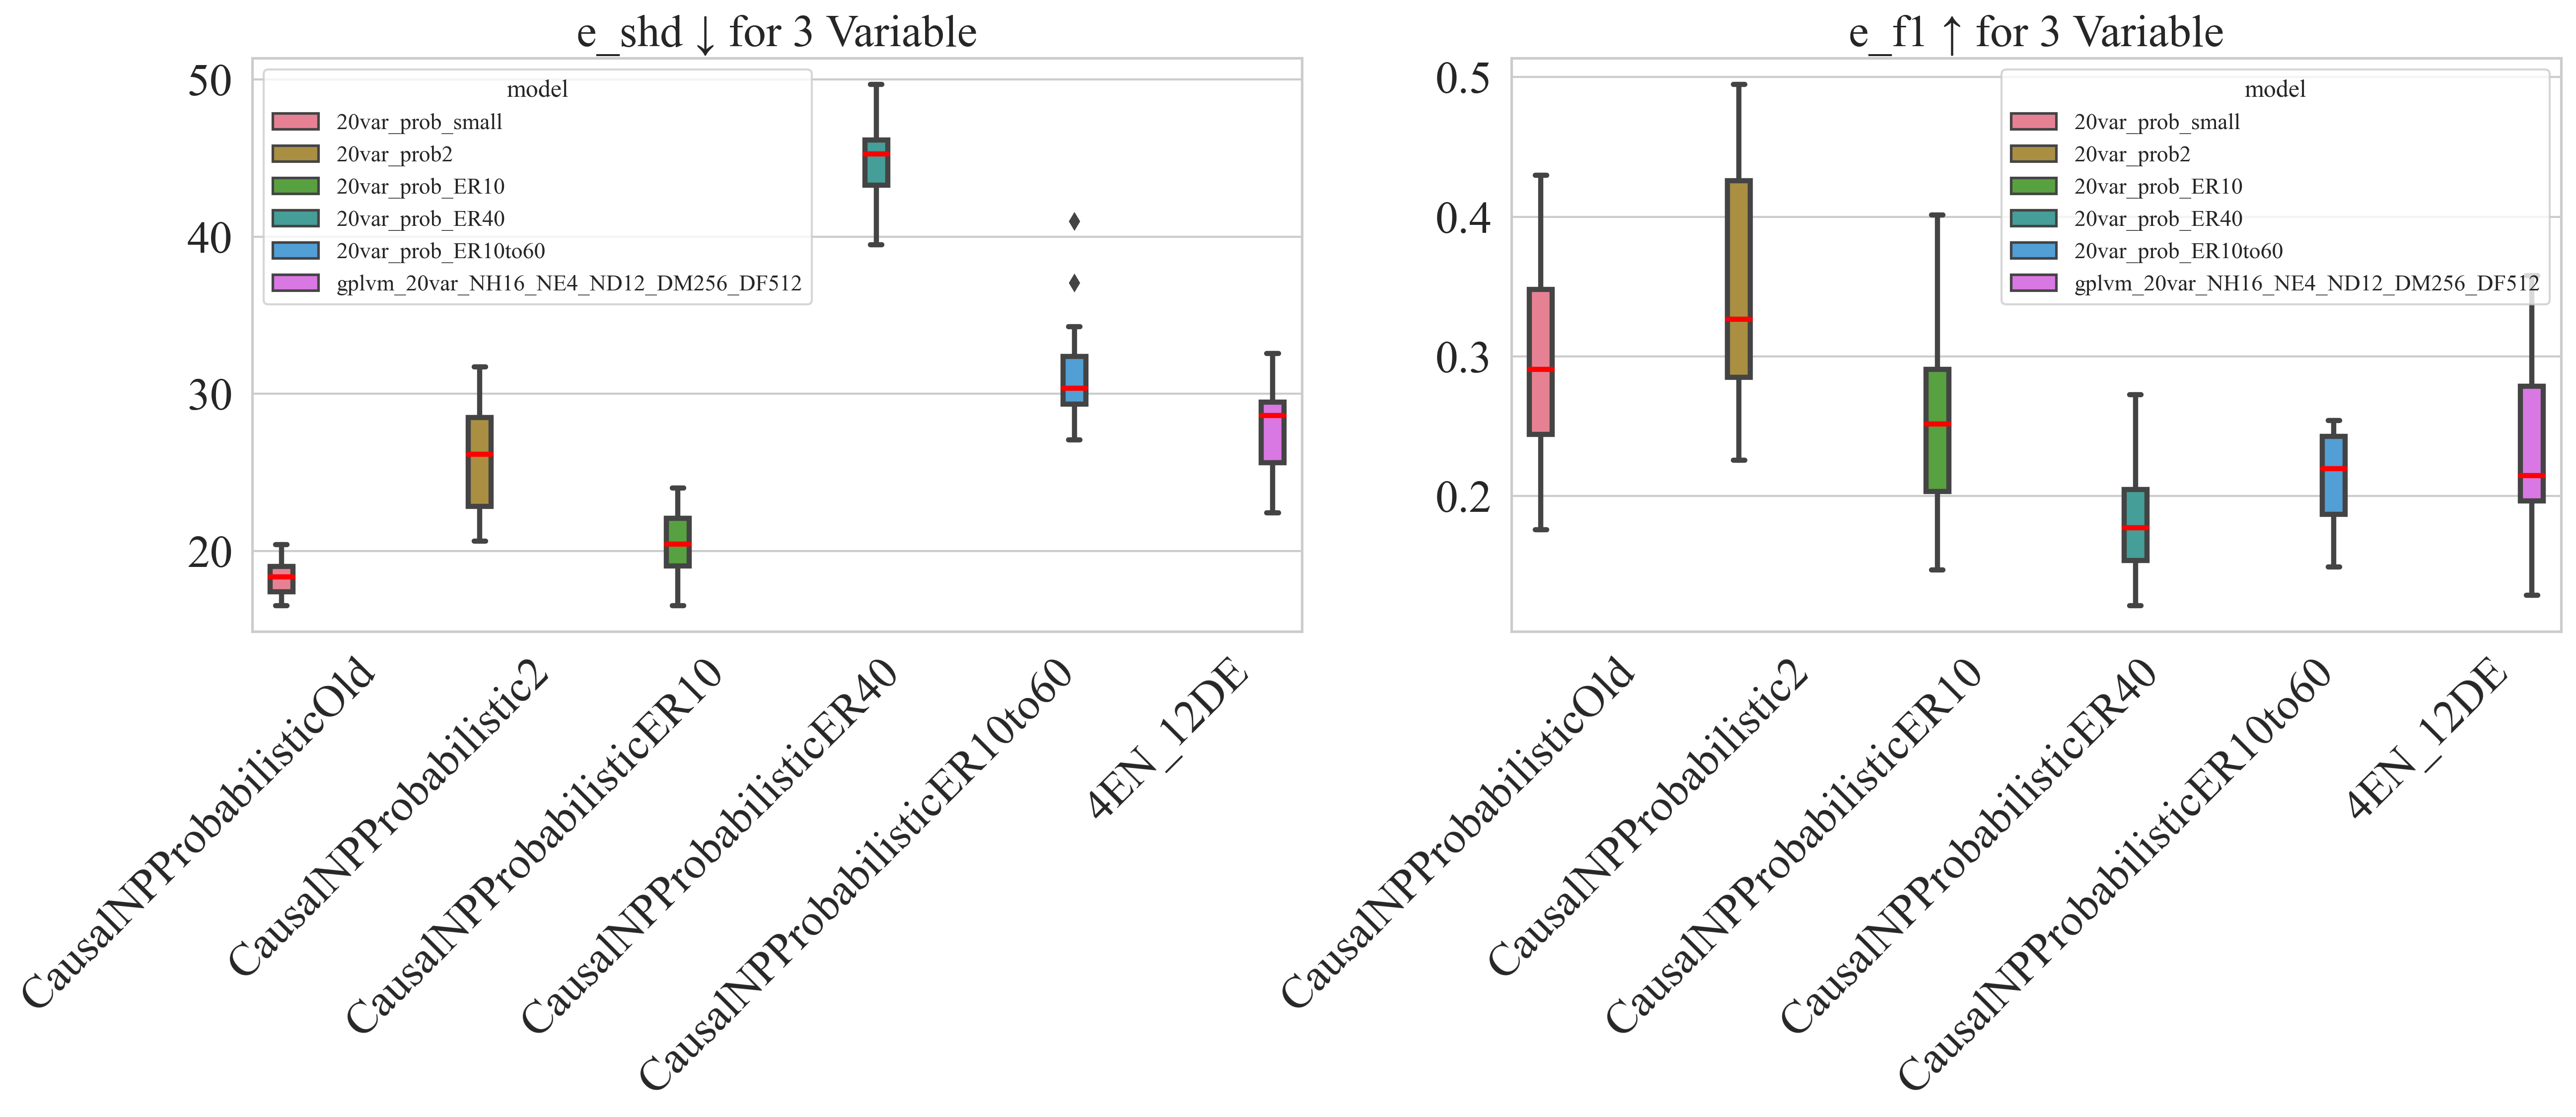 e_shd ↓ for 3 Variable
50
40
30
20
model
20var_prob_small
20var_prob2
20var_prob_ER10
20var_prob_ER40
20var_prob_ER10to60
gplvm_20var_NH16_NE4_ND12_DM256_DF512
CausalNPProbabilisticOld
CausalNPProbabilistic2
CausalNPProbabilisticER10
CausalNPProbabilisticER40
CausalNPProbabilisticER10to60
4EN_12DE
e_f1 ↑ for 3 Variable
0.5
0.4
0.3
0.2
model
20var_prob_small
20var_prob2
20var_prob_ER10
20var_prob_ER40
20var_prob_ER10to60
gplvm_20var_NH16_NE4_ND12_DM256_DF512
CausalNPProbabilisticOld
CausalNPProbabilistic2
CausalNPProbabilisticER10
CausalNPProbabilisticER40
CausalNPProbabilisticER10to60
4EN_12DE